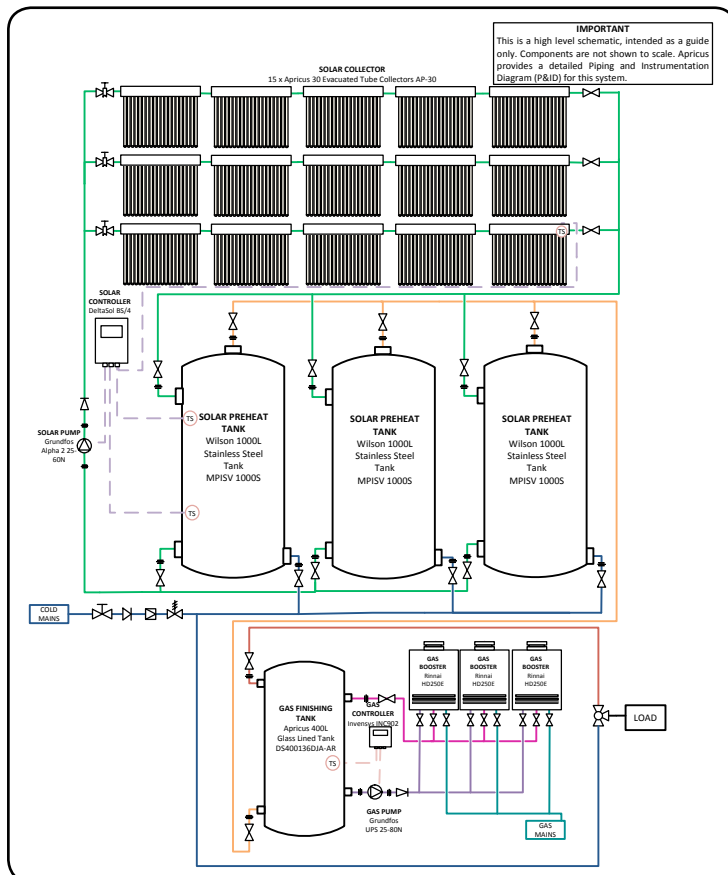 IMPORTANT
This is a high level schematic, intended as a guide
only. Components are not shown to scale. Apricus
provides a detailed Piping and Instrumentation
Diagram (P&ID) for this system.
SOLAR COLLECTOR
15 x Apricus 30 Evacuated Tube Collectors AP-30
TS
SOLAR
CONTROLLER
DeltaSol BS/4
SOLAR PREHEAT
TANK
Wilson 1000L
Stainless Steel
Tank
MPISV 1000S
SOLAR PREHEAT
TANK
Wilson 1000L
Stainless Steel
Tank
MPISV 1000S
SOLAR PREHEAT
TANK
Wilson 1000L
Stainless Steel
Tank
MPISV 1000S
TS
SOLAR PUMP
Grundfos
Alpha 2 25-
60N
TS
COLD
MAINS
GAS
BOOSTER
Rinnai
HD250E
GAS
BOOSTER
Rinnai
HD250E
GAS
BOOSTER
Rinnai
HD250E
GAS FINISHING
TANK
Apricus 400L
Glass Lined Tank
DS400136DJA-AR
GAS
CONTROLLER
Invensys INC902
LOAD
TS
GAS PUMP
Grundfos
UPS 25-80N
GAS
MAINS